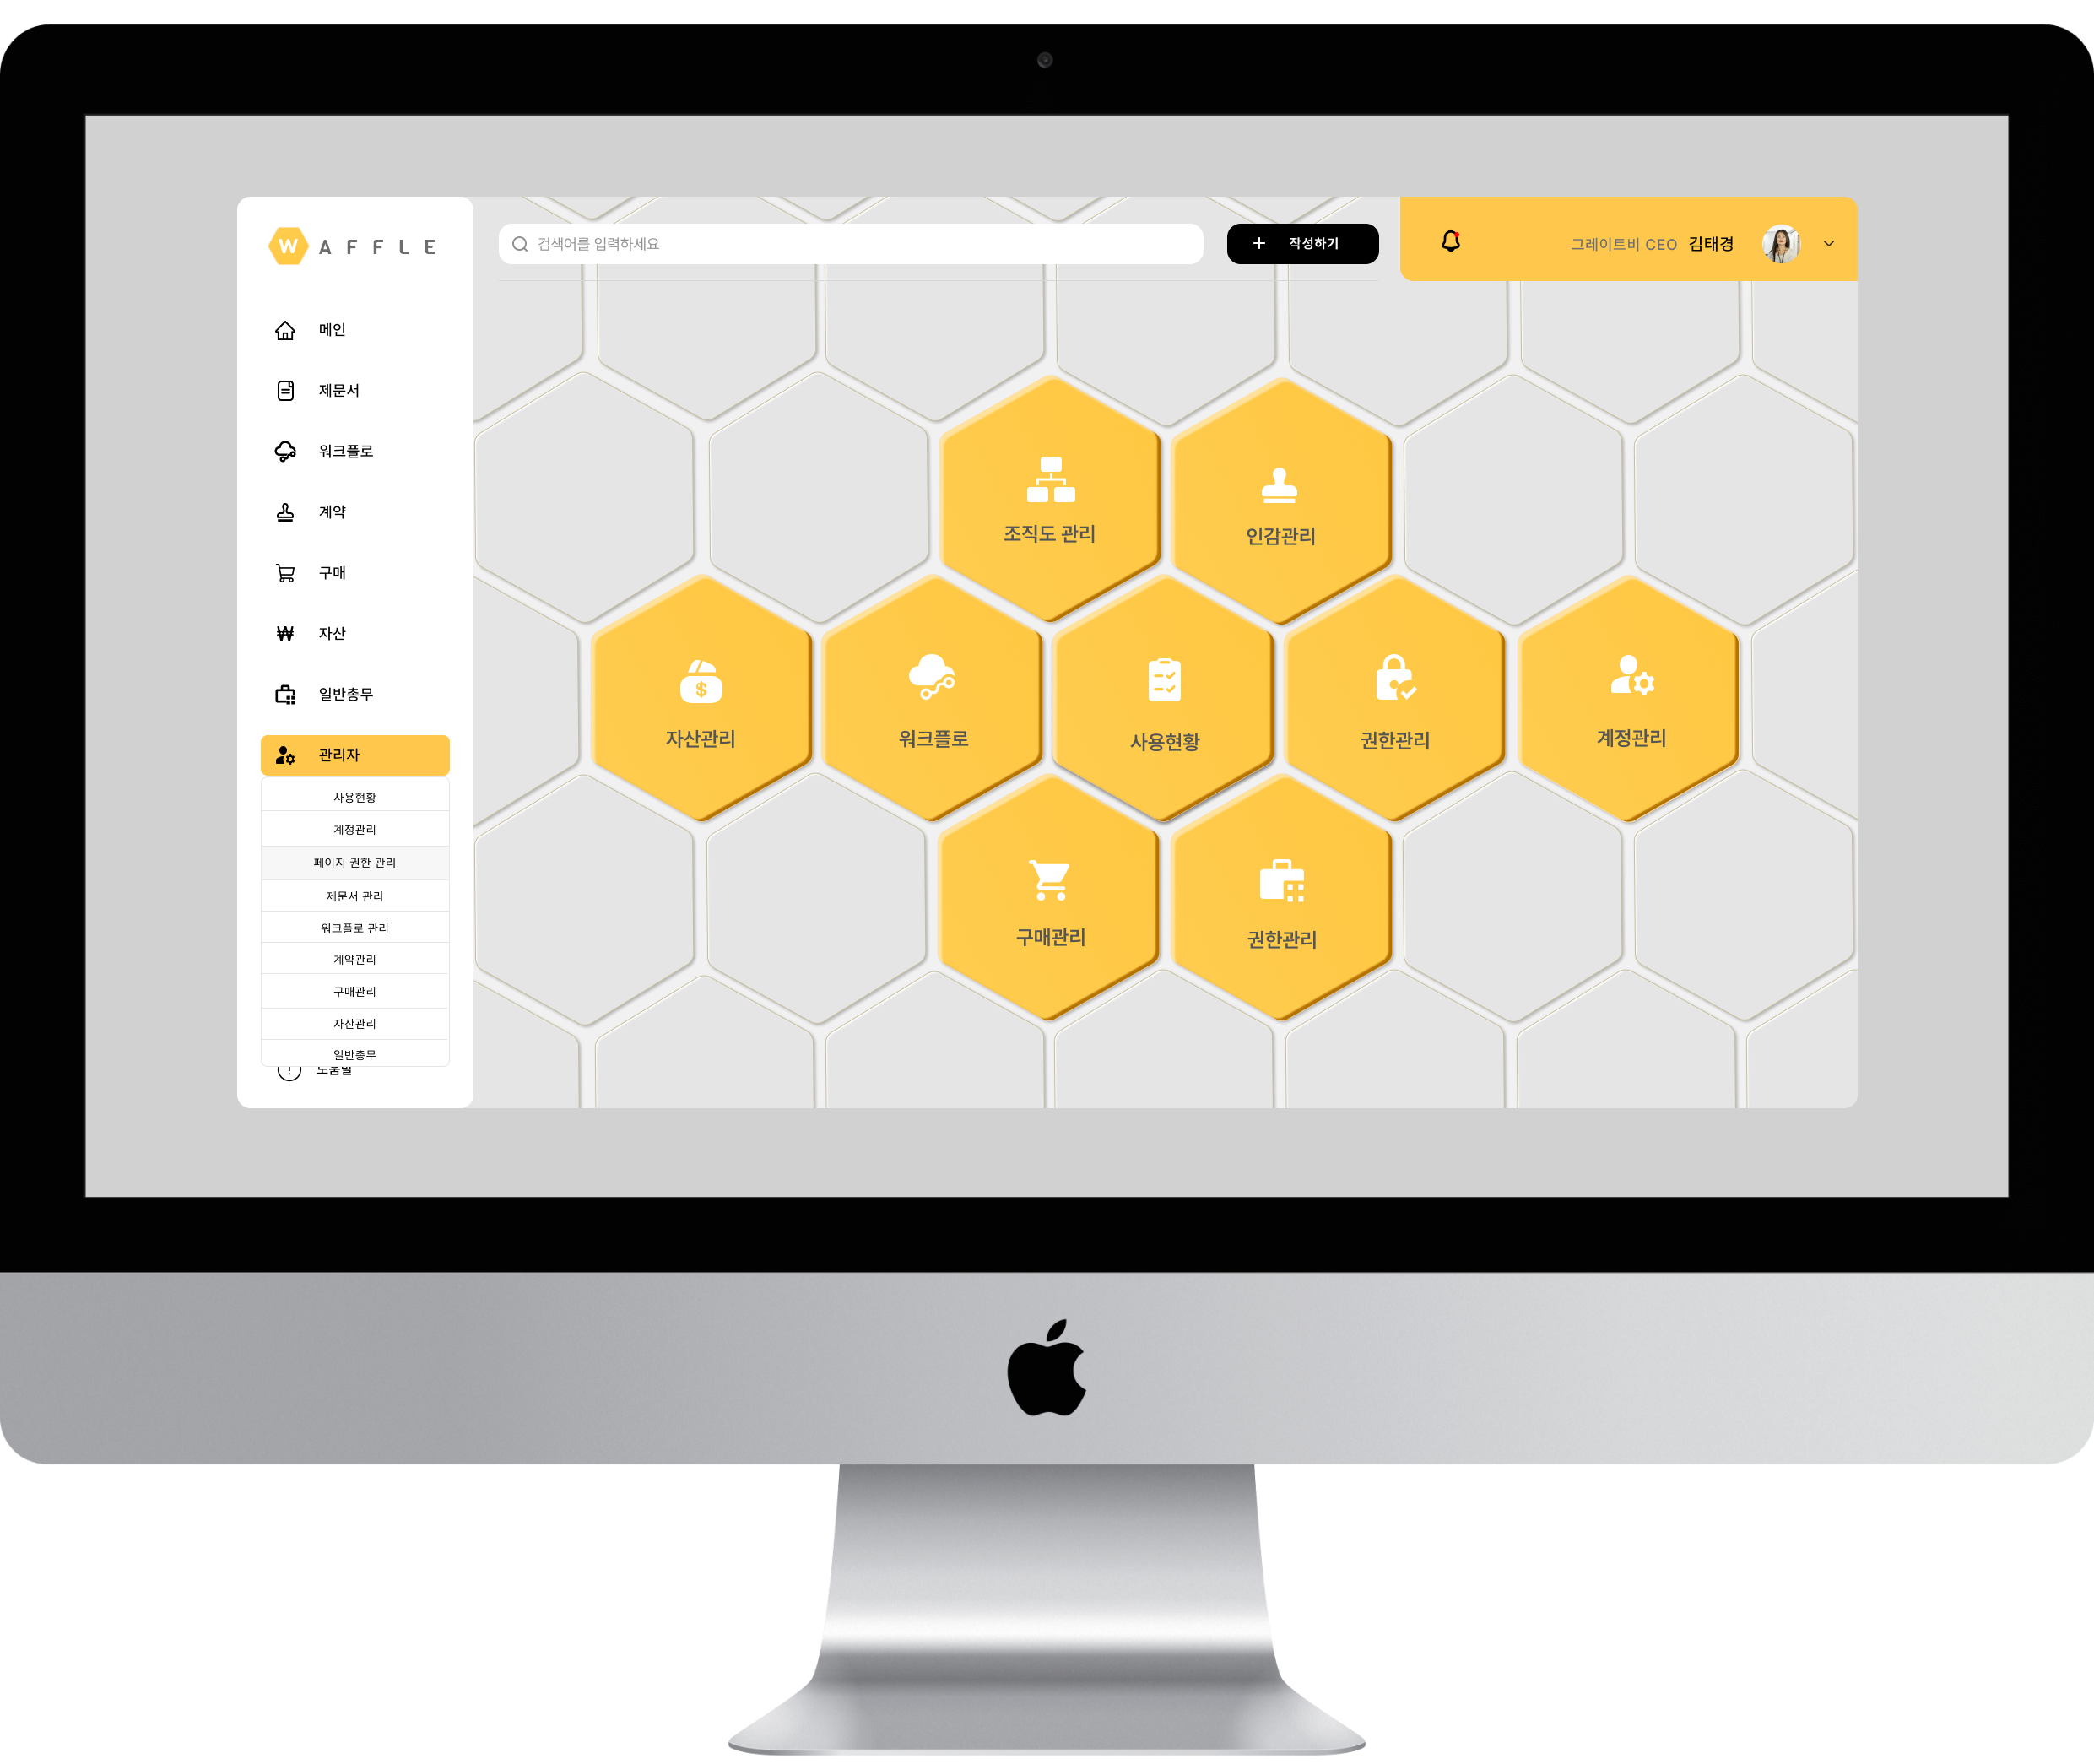 WAFFLE
검색어를 입력하세요
+ 작성하기
그레이트비 CEO 김태경
메인
제문서
워크플로
계약
구매
자산
일반총무
관리자
사용현황
계정관리
페이지 권한 관리
제문서 관리
워크플로 관리
계약관리
구매관리
자산관리
일반총무
도움말
조직도 관리
인감관리
자산관리
워크플로
사용현황
권한관리
계정관리
구매관리
권한관리